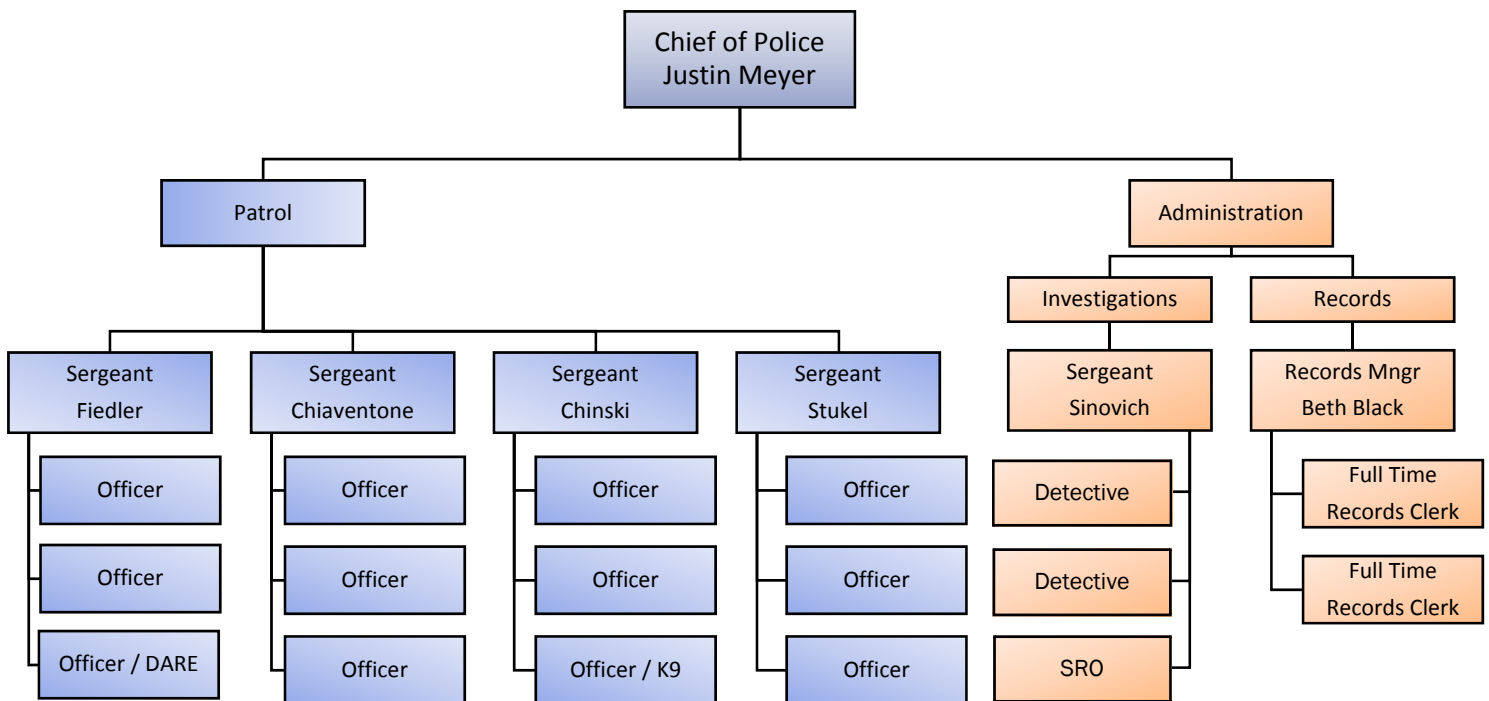 Chief of Police
Justin Meyer
Patrol
Administration
Investigations
Records
Sergeant
Fiedler
Sergeant
Chiaventone
Sergeant
Chinski
Sergeant
Stukel
Sergeant
Sinovich
Records Mngr
Beth Black
Officer
Officer
Officer
Officer
Detective
Full Time
Records Clerk
Officer
Officer
Officer
Officer
Detective
Full Time
Records Clerk
Officer / DARE
Officer
Officer / K9
Officer
SRO